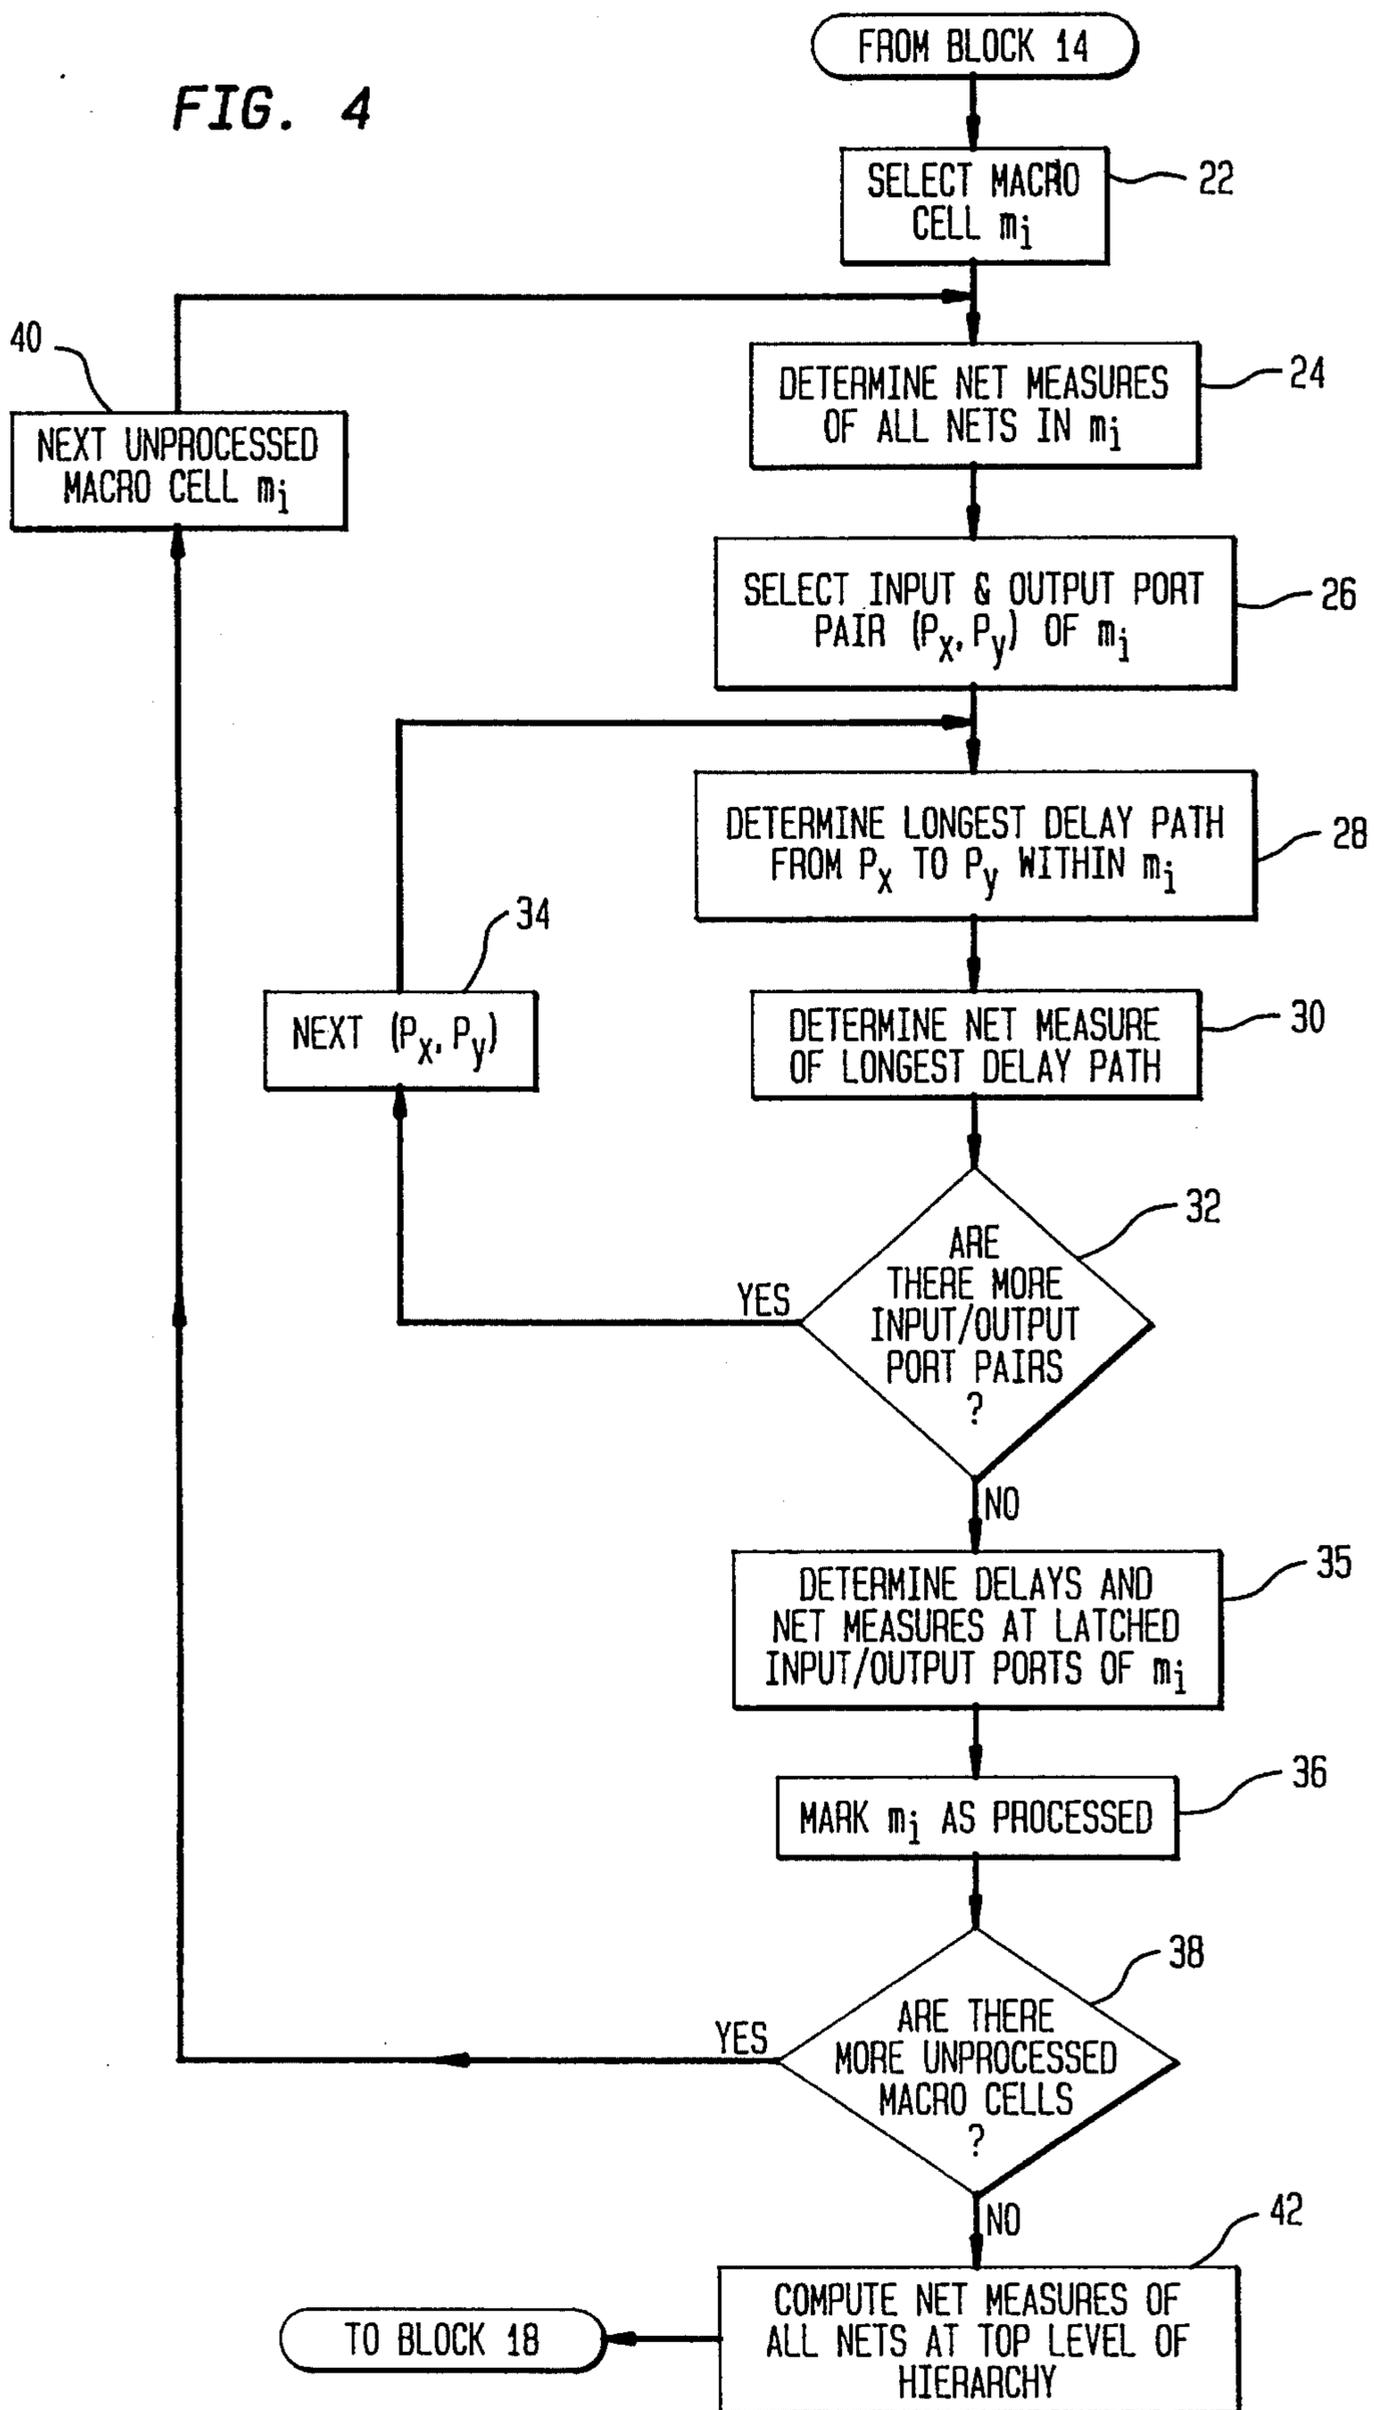 FIG. 4
FROM BLOCK 14
SELECT MACRO
CELL mi
22
40
NEXT UNPROCESSED
MACRO CELL mi
DETERMINE NET MEASURES
OF ALL NETS IN mi
24
SELECT INPUT & OUTPUT PORT
PAIR (Px, Py) OF mi
26
DETERMINE LONGEST DELAY PATH
FROM Px TO Py WITHIN mi
28
34
NEXT (Px, Py)
DETERMINE NET MEASURE
OF LONGEST DELAY PATH
30
ARE
THERE MORE
INPUT/OUTPUT
PORT PAIRS
?
32
YES
NO
DETERMINE DELAYS AND
NET MEASURES AT LATCHED
INPUT/OUTPUT PORTS OF mi
35
MARK mi AS PROCESSED
36
ARE THERE
MORE UNPROCESSED
MACRO CELLS
?
38
YES
NO
42
COMPUTE NET MEASURES OF
ALL NETS AT TOP LEVEL OF
HIERARCHY
TO BLOCK 18